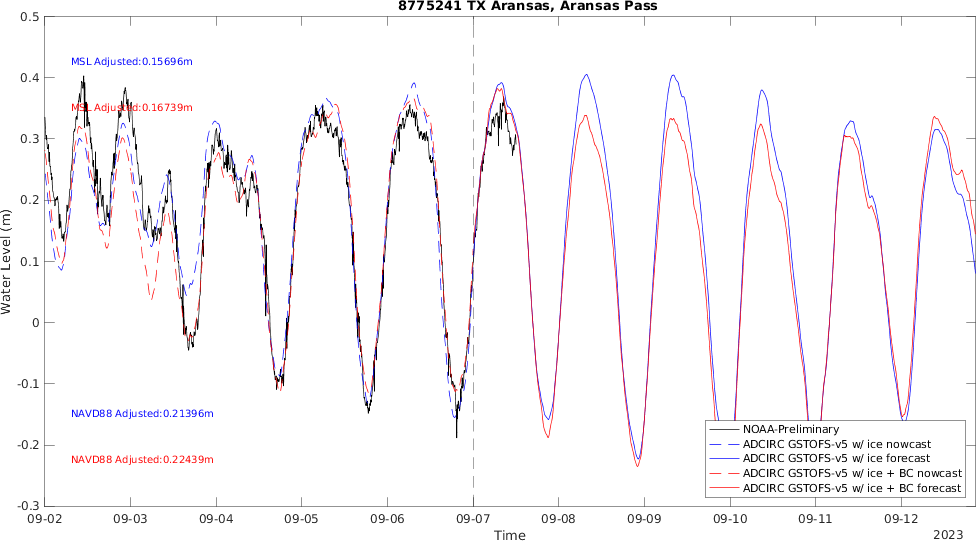 8775241 TX Aransas, Aransas Pass
0.5
0.4
0.3
0.2
0.1
0
-0.1
-0.2
-0.3
Water Level (m)
MSL Adjusted:0.15696m
MSL Adjusted:0.16739m
NAVD88 Adjusted:0.21396m
NAVD88 Adjusted:0.22439m
NOAA-Preliminary
ADCIRC GSTOFS-v5 w/ ice nowcast
ADCIRC GSTOFS-v5 w/ ice forecast
ADCIRC GSTOFS-v5 w/ ice + BC nowcast
ADCIRC GSTOFS-v5 w/ ice + BC forecast
09-02 09-03 09-04 09-05 09-06 09-07 09-08 09-09 09-10 09-11 09-12
Time
2023